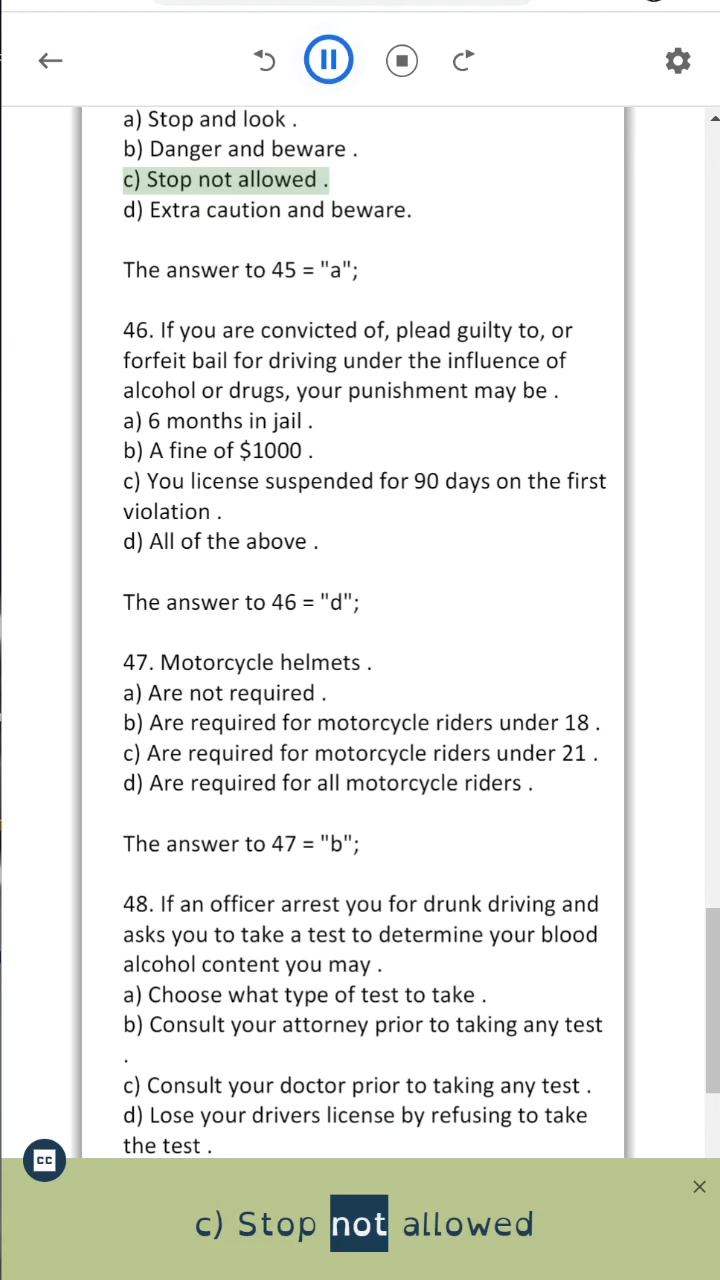 a) Stop and look .
b) Danger and beware .
c) Stop not allowed .
d) Extra caution and beware.
The answer to 45 = "a";
46. If you are convicted of, plead guilty to, or
forfeit bail for driving under the influence of
alcohol or drugs, your punishment may be .
a) 6 months in jail .
b) A fine of $1000 .
c) You license suspended for 90 days on the first
violation .
d) All of the above .
The answer to 46 = "d";
47. Motorcycle helmets .
a) Are not required .
b) Are required for motorcycle riders under 18 .
c) Are required for motorcycle riders under 21 .
d) Are required for all motorcycle riders .
The answer to 47 = "b";
48. If an officer arrest you for drunk driving and
asks you to take a test to determine your blood
alcohol content you may .
a) Choose what type of test to take .
b) Consult your attorney prior to taking any test
.
c) Consult your doctor prior to taking any test .
d) Lose your drivers license by refusing to take
the test .
CC
c) Stop not allowed